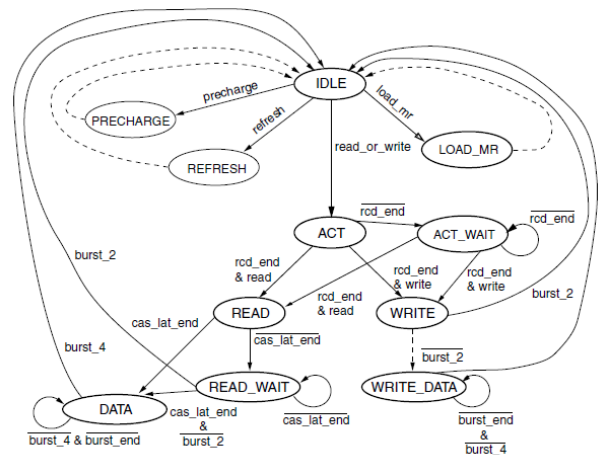 IDLE
precharge
load_mr
PRECHARGE
refresh
REFRESH
read_or_write
LOAD_MR
rcd_end
rcd_end
ACT
ACT_WAIT
rcd_end
& read
rcd_end
& write
rcd_end
& write
burst_2
rcd_end
& read
burst_2
READ
WRITE
cas_lat_end
cas_lat_end
burst_4
burst_2
READ_WAIT
WRITE_DATA
DATA
cas_lat_end
&
burst_2
cas_lat_end
burst_end
&
burst_4
burst_4 & burst_end